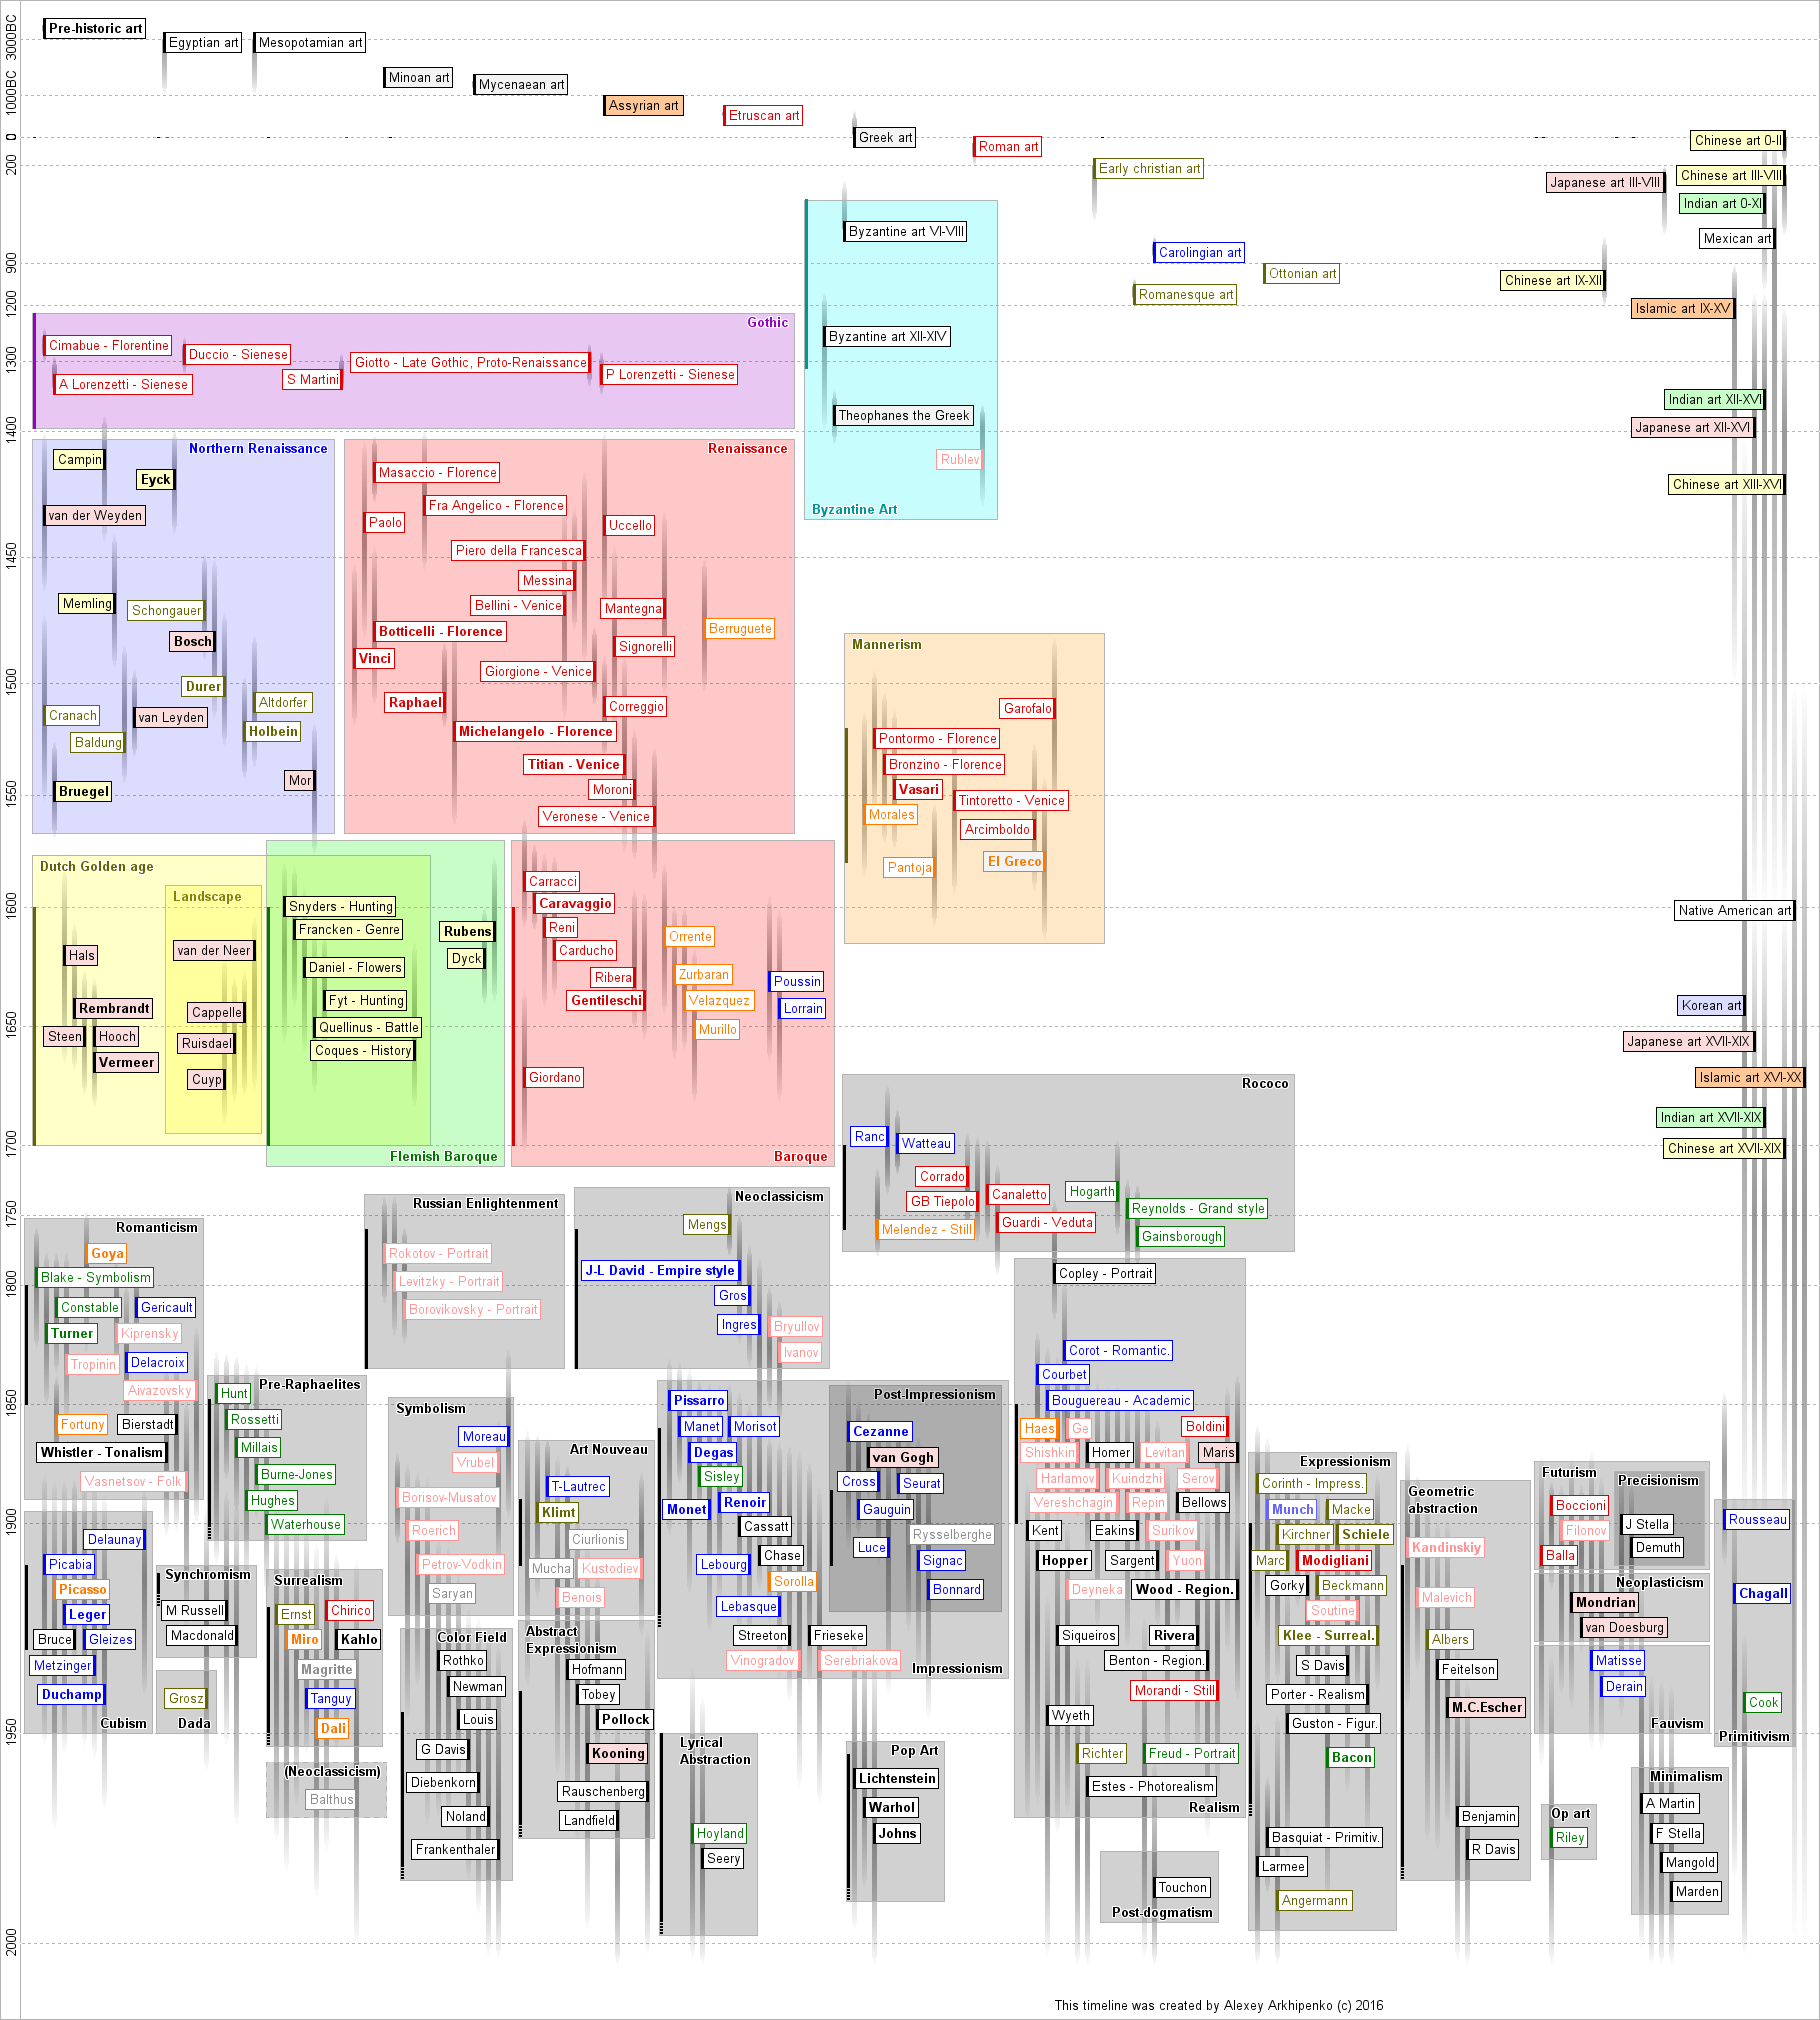 3000BC
1000BC
0
200
900
1200
1300
1400
1450
1500
1550
1600
1650
1700
1750
1800
1850
1900
1950
2000
Pre-historic art
Egyptian art
Mesopotamian art
Minoan art
Mycenaean art
Assyrian art
Etruscan art
Greek art
Roman art
Early christian art
Carolingian art
Ottonian art
Romanesque art
Chinese art 0-II
Chinese art III-VIII
Japanese art III-VIII
Indian art 0-XI
Mexican art
Chinese art IX-XII
Islamic art IX-XV
Indian art XII-XVI
Japanese art XII-XVI
Chinese art XIII-XVI
Native American art
Korean art
Japanese art XVII-XIX
Islamic art XVI-XX
Indian art XVII-XIX
Chinese art XVII-XIX
Byzantine art VI-VIII
Byzantine art XII-XIV
Theophanes the Greek
Rublev
Byzantine Art
Gothic
Cimabue - Florentine
Duccio - Sienese
Giotto - Late Gothic, Proto-Renaissance
A Lorenzetti - Sienese
S Martini
P Lorenzetti - Sienese
Northern Renaissance
Campin
Eyck
van der Weyden
Memling
Schongauer
Bosch
Durer
Cranach
van Leyden
Altdorfer
Baldung
Holbein
Mor
Bruegel
Renaissance
Masaccio - Florence
Fra Angelico - Florence
Paolo
Uccello
Piero della Francesca
Messina
Bellini - Venice
Mantegna
Botticelli - Florence
Berruguete
Signorelli
Vinci
Giorgione - Venice
Raphael
Correggio
Michelangelo - Florence
Titian - Venice
Moroni
Veronese - Venice
Mannerism
Garofalo
Pontormo - Florence
Bronzino - Florence
Vasari
Tintoretto - Venice
Morales
Arcimboldo
Pantoja
El Greco
Dutch Golden age
Landscape
Hals
van der Neer
Rembrandt
Cappelle
Steen
Hooch
Ruisdael
Vermeer
Cuyp
Snyders - Hunting
Francken - Genre
Rubens
Dyck
Daniel - Flowers
Fyt - Hunting
Quellinus - Battle
Coques - History
Flemish Baroque
Carracci
Caravaggio
Reni
Orrente
Carducho
Ribera
Zurbaran
Poussin
Gentileschi
Velazquez
Lorrain
Murillo
Giordano
Baroque
Rococo
Ranc
Watteau
Corrado
GB Tiepolo
Canaletto
Hogarth
Reynolds - Grand style
Melendez - Still
Guardi - Veduta
Gainsborough
Russian Enlightenment
Rokotov - Portrait
Levitzky - Portrait
Borovikovsky - Portrait
Neoclassicism
Mengs
J-L David - Empire style
Gros
Ingres
Bryullov
Ivanov
Romanticism
Goya
Blake - Symbolism
Constable
Gericault
Turner
Kiprensky
Tropinin
Delacroix
Aivazovsky
Fortuny
Bierstadt
Whistler - Tonalism
Vasnetsov - Folk
Pre-Raphaelites
Hunt
Rossetti
Millais
Burne-Jones
Hughes
Waterhouse
Symbolism
Moreau
Vrubel
Borisov-Musatov
Roerich
Petrov-Vodkin
Saryan
Art Nouveau
T-Lautrec
Klimt
Ciurlionis
Mucha
Kustodiev
Benois
Pissarro
Manet
Morisot
Degas
Sisley
Monet
Renoir
Cassatt
Chase
Lebourg
Sorolla
Lebasque
Streeton
Frieseke
Vinogradov
Serebriakova
Impressionism
Post-Impressionism
Cezanne
van Gogh
Cross
Seurat
Gauguin
Rysselberghe
Luce
Signac
Bonnard
Copley - Portrait
Corot - Romantic.
Courbet
Bouguereau - Academic
Haes
Ge
Boldini
Shishkin
Homer
Levitan
Maris
Harlamov
Kuindzhi
Serov
Vereshchagin
Repin
Bellows
Kent
Eakins
Surikov
Hopper
Sargent
Yuon
Deyneka
Wood - Region.
Siqueiros
Rivera
Benton - Region.
Morandi - Still
Wyeth
Richter
Freud - Portrait
Estes - Photorealism
Realism
Touchon
Post-dogmatism
Expressionism
Corinth - Impress.
Munch
Macke
Kirchner
Schiele
Marc
Modigliani
Gorky
Beckmann
Soutine
Klee - Surreal.
S Davis
Porter - Realism
Guston - Figur.
Bacon
Basquiat - Primitiv.
Larmee
Angermann
Geometric
abstraction
Kandinskiy
Malevich
Albers
Feitelson
M.C.Escher
Benjamin
R Davis
Futurism
Precisionism
Boccioni
J Stella
Filonov
Demuth
Balla
Neoplasticism
Mondrian
van Doesburg
Matisse
Derain
Fauvism
Rousseau
Chagall
Cook
Primitivism
Minimalism
A Martin
F Stella
Mangold
Marden
Op art
Riley
Delaunay
Picabia
Picasso
Leger
Bruce
Gleizes
Metzinger
Duchamp
Cubism
Synchromism
M Russell
Macdonald
Grosz
Dada
Surrealism
Ernst
Chirico
Miro
Kahlo
Magritte
Tanguy
Dali
(Neoclassicism)
Balthus
Color Field
Rothko
Newman
Louis
G Davis
Diebenkorn
Noland
Frankenthaler
Abstract
Expressionism
Hofmann
Tobey
Pollock
Kooning
Rauschenberg
Landfield
Lyrical
Abstraction
Hoyland
Seery
Pop Art
Lichtenstein
Warhol
Johns
This timeline was created by Alexey Arkhipenko (c) 2016